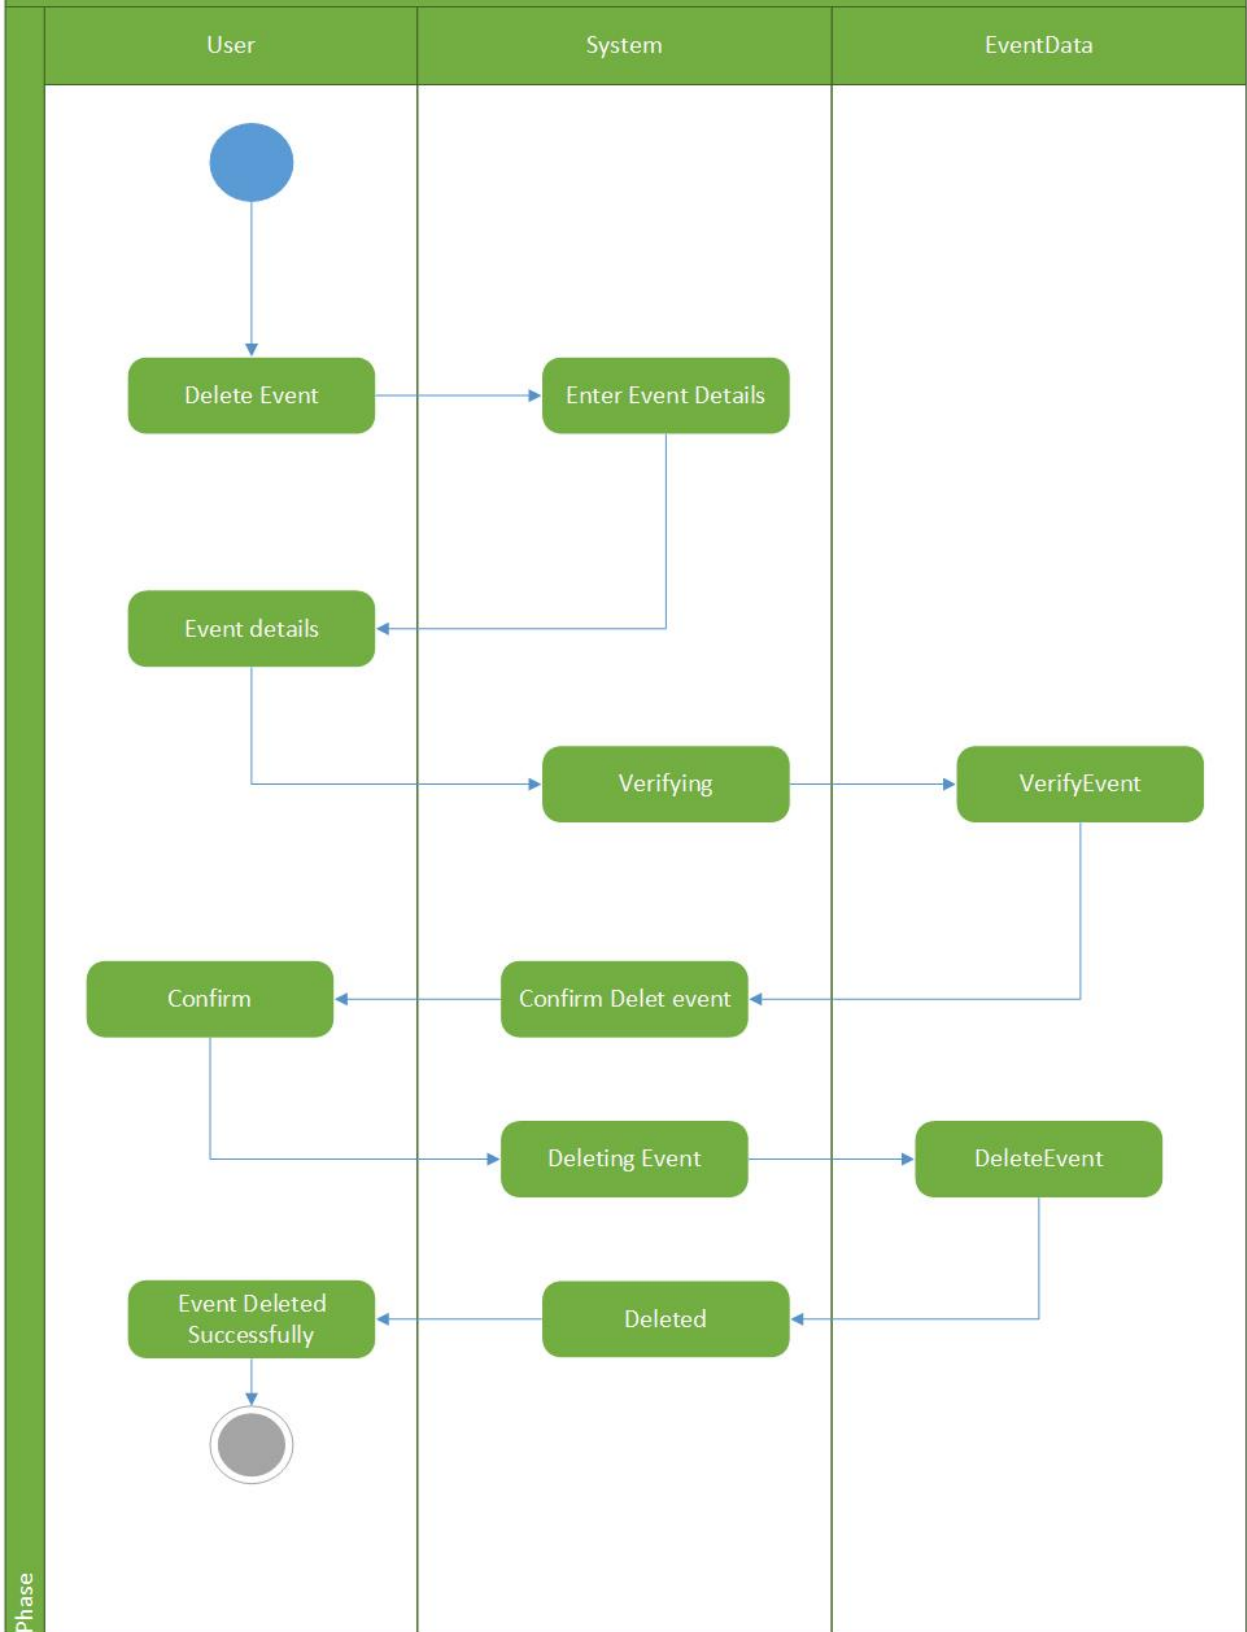 User
System
EventData
Delete Event
Enter Event Details
Event details
Verifying
VerifyEvent
Confirm
Confirm Delet event
Deleting Event
DeleteEvent
Event Deleted
Successfully
Deleted
Phase